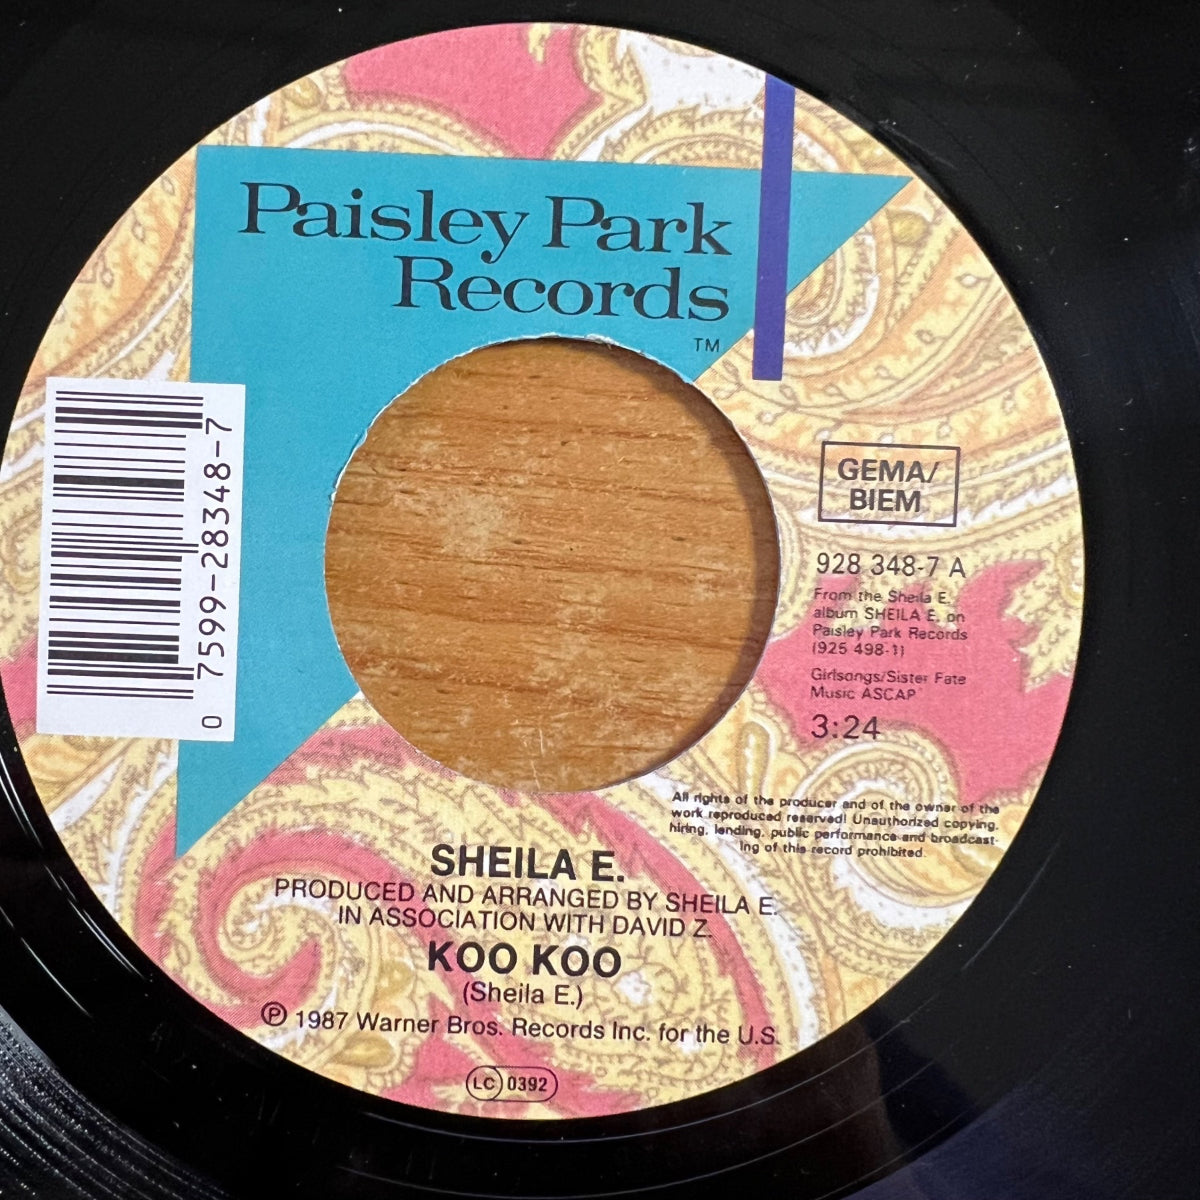 Paisley Park
Records
TM
0 7599-28348-7
GEMA/
BIEM
928 348-7 A
From the Sheila E.
album SHEILA E. on
Paisley Park Records
(925 498-1)
Girlsongs/Sister Fate
Music ASCAP
3:24
All rights of the producer and of the owner of the
work reproduced reserved! Unauthorized copying,
hiring, lending, public performance and broadcast-
ing of this record prohibited.
SHEILA E.
PRODUCED AND ARRANGED BY SHEILA E.
IN ASSOCIATION WITH DAVID Z.
KOO KOO
(Sheila E.)
℗ 1987 Warner Bros. Records Inc. for the U.S.
LC 0392